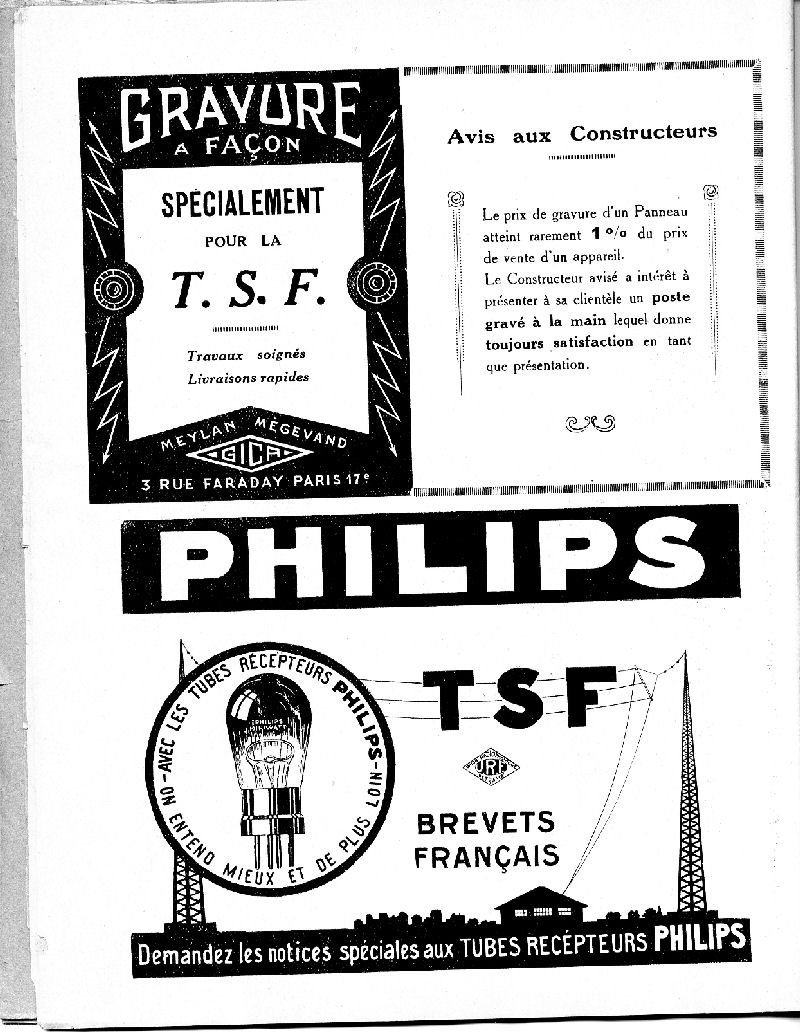 GRAVURE
A FAÇON
SPÉCIALEMENT
POUR LA
T. S. F.
Travaux soignés
Livraisons rapides
MEYLAN MÉGEVAND
GICA
3 RUE FARADAY PARIS 17e
Avis aux Constructeurs
Le prix de gravure d'un Panneau
atteint rarement 1 % du prix
de vente d'un appareil.
Le Constructeur avisé a intérêt à
présenter à sa clientèle un poste
gravé à la main lequel donne
toujours satisfaction en tant
que présentation.
PHILIPS
ON ENTEND MIEUX ET DE PLUS LOIN - AVEC LES TUBES RÉCEPTEURS PHILIPS -
PHILIPS
MINIWATT
TSF
BREVETS
FRANÇAIS
Demandez les notices spéciales aux TUBES RECÉPTEURS PHILIPS